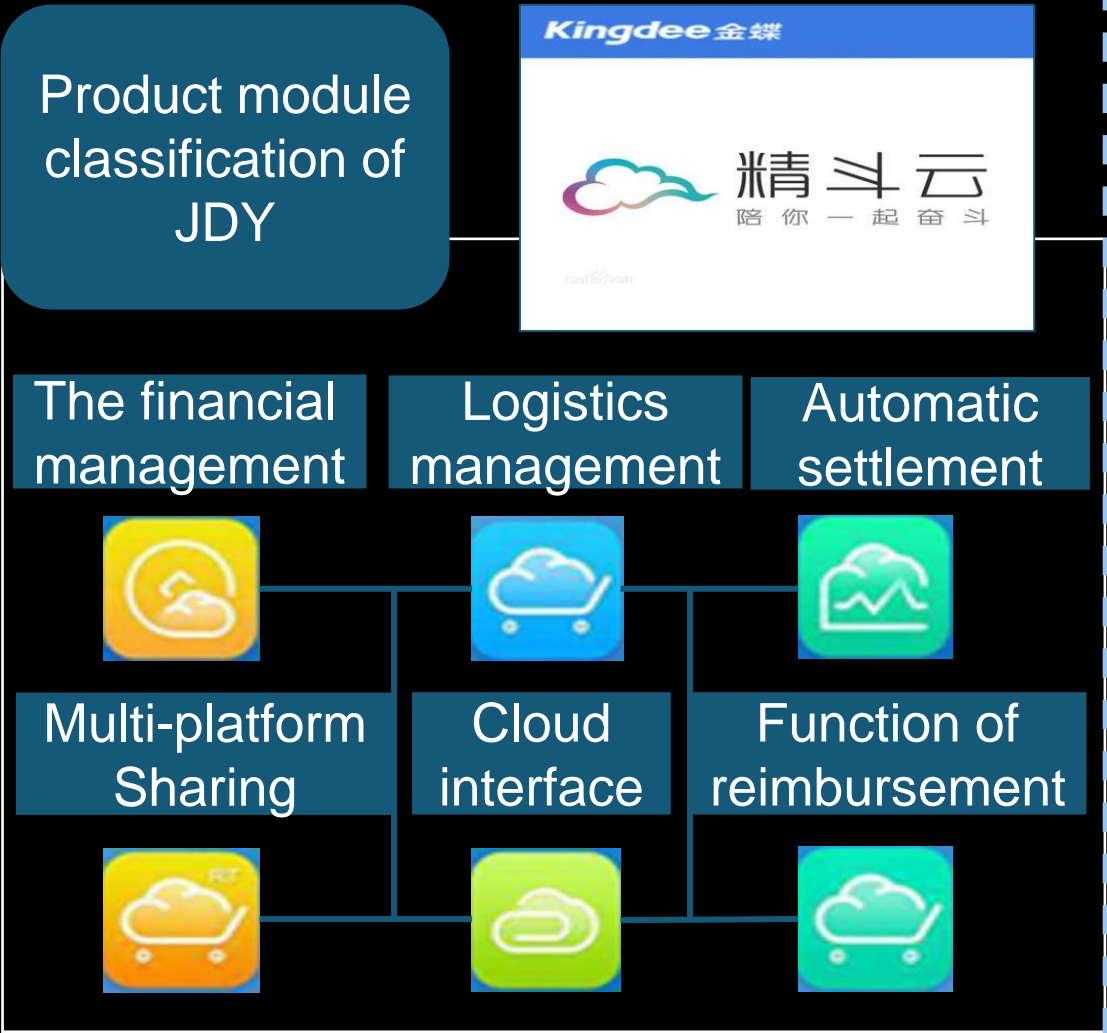 Product module
classification of
JDY
Kingdee金蝶
精斗云
陪你一起奋斗
The financial
management
Logistics
management
Automatic
settlement
Multi-platform
Sharing
Cloud
interface
Function of
reimbursement
RT